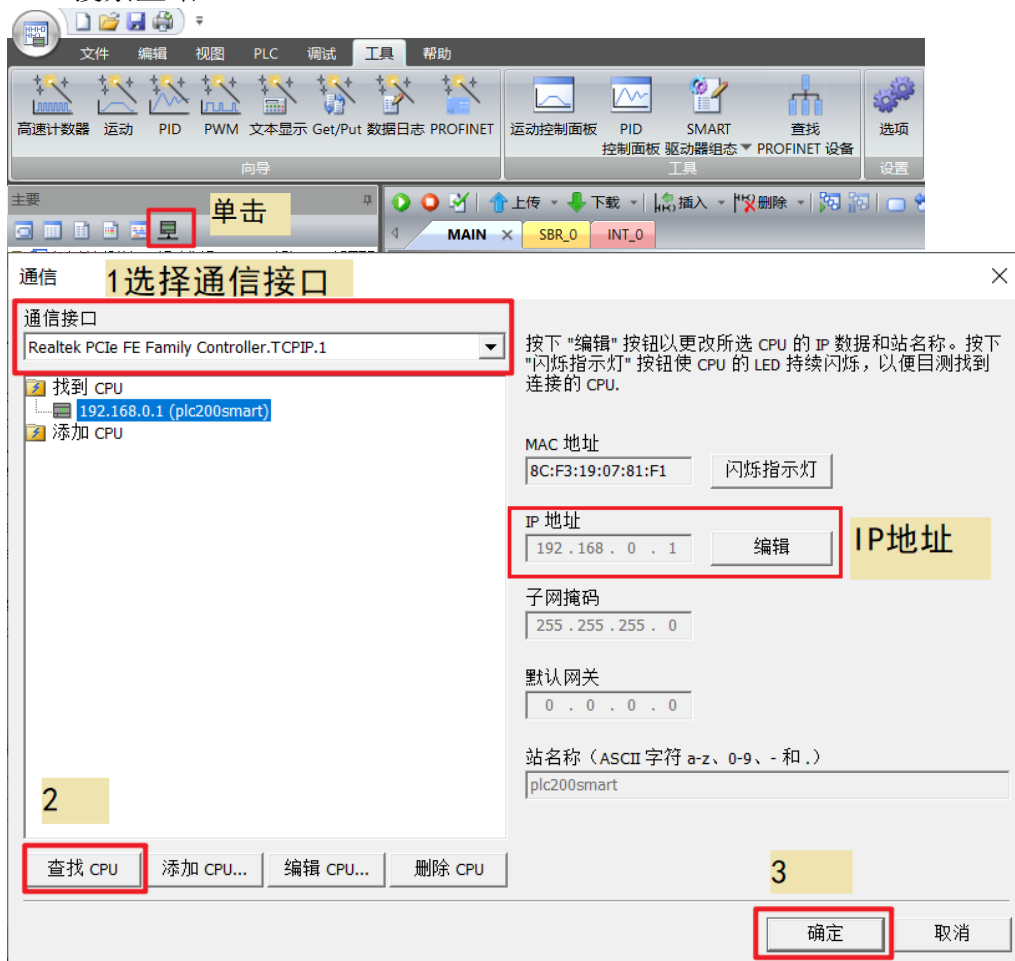 文件 编辑 视图 PLC 调试 工具 帮助
高速计数器 运动 PID PWM 文本显示 Get/Put 数据日志 PROFINET 运动控制面板 PID SMART 查找 选项
控制面板 驱动器组态 PROFINET 设备
向导 工具 设置
主要
单击
上传 下载 插入 删除
MAIN SBR_0 INT_0
通信
1选择通信接口
通信接口
Realtek PCIe FE Family Controller.TCPIP.1
按下 "编辑" 按钮以更改所选 CPU 的 IP 数据和站名称。按下
"闪烁指示灯" 按钮使 CPU 的 LED 持续闪烁，以便目测找到
连接的 CPU.
找到 CPU
192.168.0.1 (plc200smart)
添加 CPU
MAC 地址
8C:F3:19:07:81:F1 闪烁指示灯
IP 地址
192 . 168 . 0 . 1 编辑
IP地址
子网掩码
255 . 255 . 255 . 0
默认网关
0 . 0 . 0 . 0
站名称（ASCII 字符 a-z、0-9、- 和 .）
plc200smart
2
查找 CPU 添加 CPU... 编辑 CPU... 删除 CPU
3
确定 取消